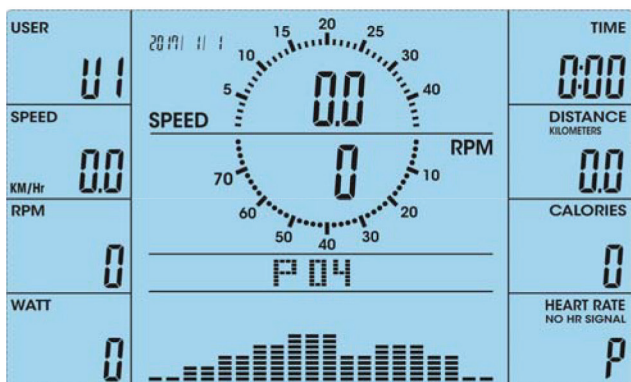 USER
U1
SPEED
KM/Hr 0.0
RPM
0
WATT
0
2017/ 1/ 1
5
10
15
20
25
30
40
SPEED
0.0
RPM
0
10
20
30
40
50
60
70
P04
TIME
0:00
DISTANCE
KILOMETERS
0.0
CALORIES
0
HEART RATE
NO HR SIGNAL
P